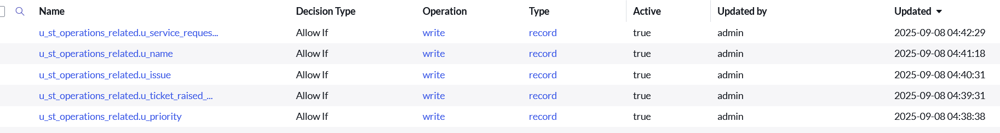 Name Decision Type Operation Type Active Updated by Updated
u_st_operations_related.u_service_reques... Allow If write record true admin 2025-09-08 04:42:29
u_st_operations_related.u_name Allow If write record true admin 2025-09-08 04:41:18
u_st_operations_related.u_issue Allow If write record true admin 2025-09-08 04:40:31
u_st_operations_related.u_ticket_raised_... Allow If write record true admin 2025-09-08 04:39:31
u_st_operations_related.u_priority Allow If write record true admin 2025-09-08 04:38:38